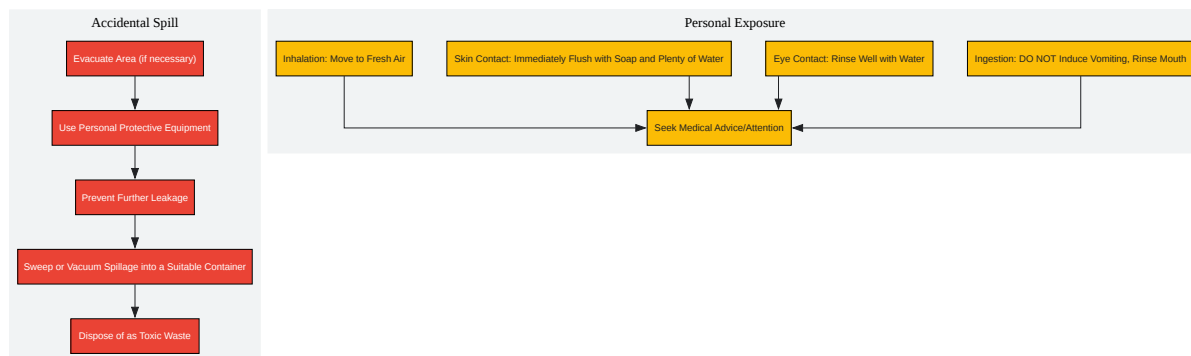 Accidental Spill
Evacuate Area (if necessary)
Use Personal Protective Equipment
Prevent Further Leakage
Sweep or Vacuum Spillage into a Suitable Container
Dispose of as Toxic Waste
Personal Exposure
Inhalation: Move to Fresh Air
Skin Contact: Immediately Flush with Soap and Plenty of Water
Eye Contact: Rinse Well with Water
Ingestion: DO NOT Induce Vomiting, Rinse Mouth
Seek Medical Advice/Attention